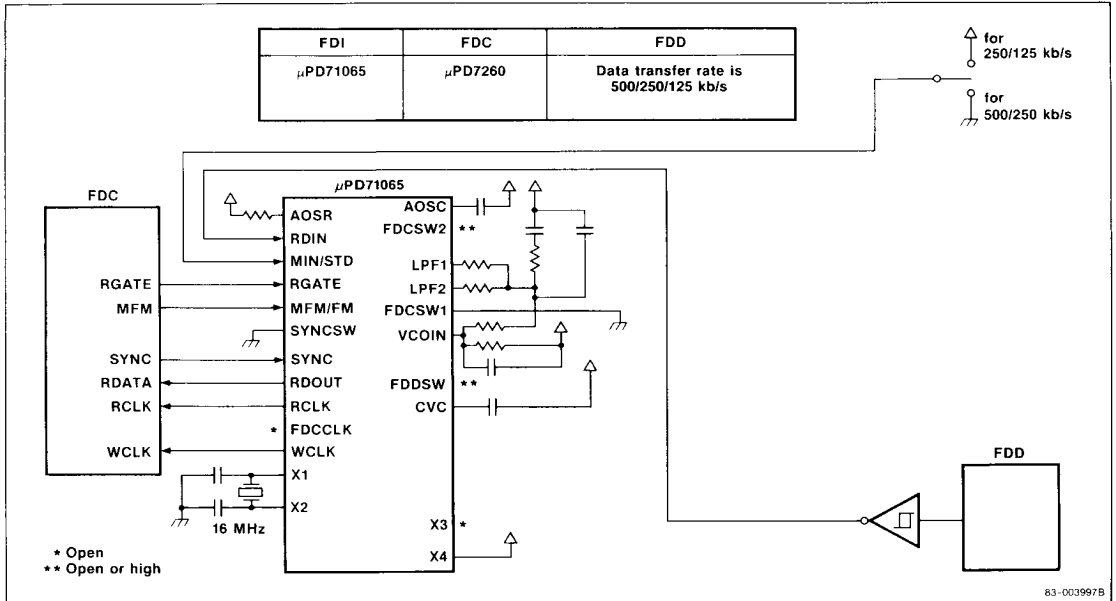 FDI FDC FDD
μPD71065 μPD7260 Data transfer rate is
500/250/125 kb/s
for
250/125 kb/s
for
500/250 kb/s
FDC
RGATE
MFM
SYNC
RDATA
RCLK
WCLK
μPD71065
AOSR
RDIN
MIN/STD
RGATE
MFM/FM
SYNCSW
SYNC
RDOUT
RCLK
* FDCCLK
WCLK
X1
X2
16 MHz
AOSC
FDCSW2 **
LPF1
LPF2
FDCSW1
VCOIN
FDDSW **
CVC
X3 *
X4
FDD
* Open
** Open or high
83-003997B